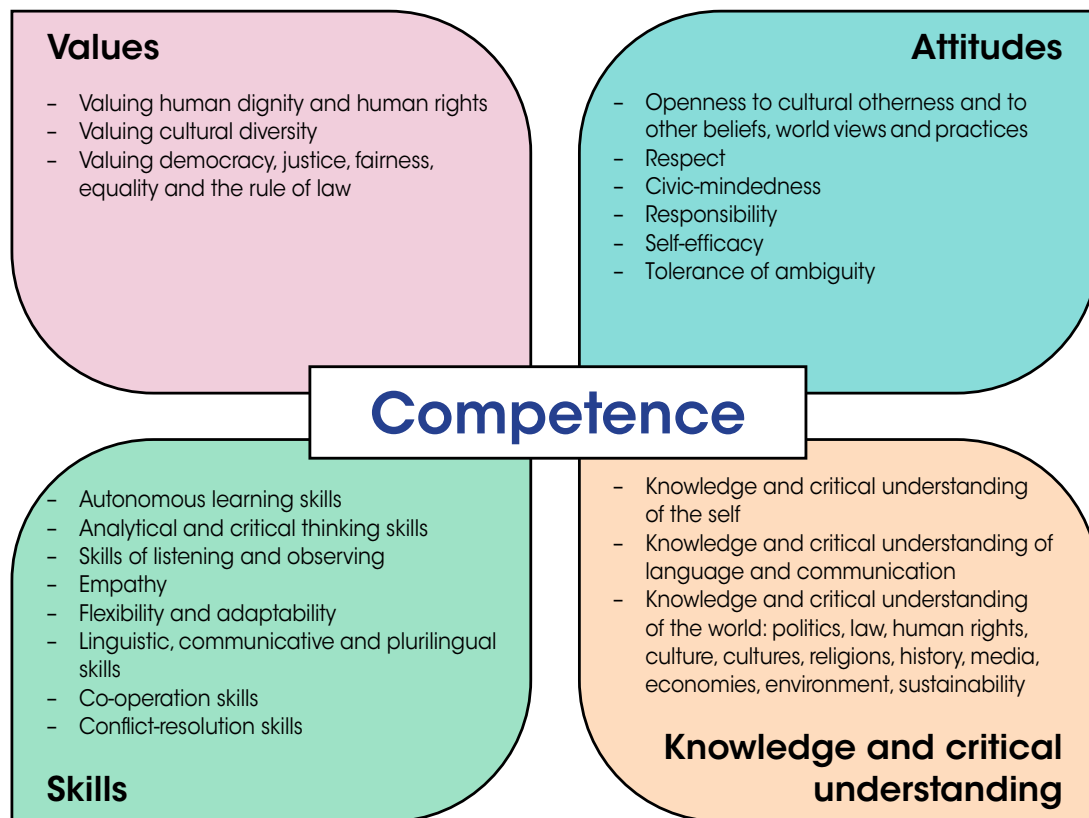 Values
– Valuing human dignity and human rights
– Valuing cultural diversity
– Valuing democracy, justice, fairness,
equality and the rule of law
Attitudes
– Openness to cultural otherness and to
other beliefs, world views and practices
– Respect
– Civic-mindedness
– Responsibility
– Self-efficacy
– Tolerance of ambiguity
Competence
– Autonomous learning skills
– Analytical and critical thinking skills
– Skills of listening and observing
– Empathy
– Flexibility and adaptability
– Linguistic, communicative and plurilingual
skills
– Co-operation skills
– Conflict-resolution skills
Skills
– Knowledge and critical understanding
of the self
– Knowledge and critical understanding of
language and communication
– Knowledge and critical understanding
of the world: politics, law, human rights,
culture, cultures, religions, history, media,
economies, environment, sustainability
Knowledge and critical
understanding